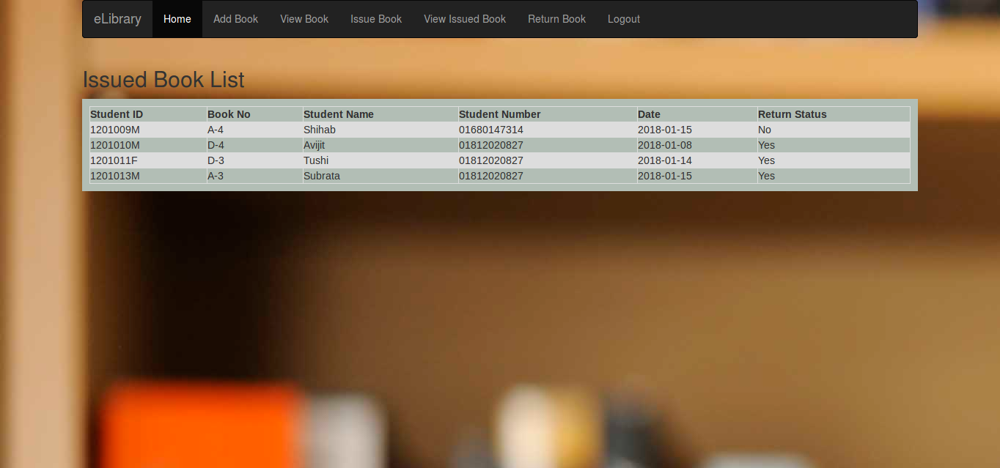 eLibrary Home Add Book View Book Issue Book View Issued Book Return Book Logout
Issued Book List
Student ID Book No Student Name Student Number Date Return Status
1201009M A-4 Shihab 01680147314 2018-01-15 No
1201010M D-4 Avijit 01812020827 2018-01-08 Yes
1201011F D-3 Tushi 01812020827 2018-01-14 Yes
1201013M A-3 Subrata 01812020827 2018-01-15 Yes